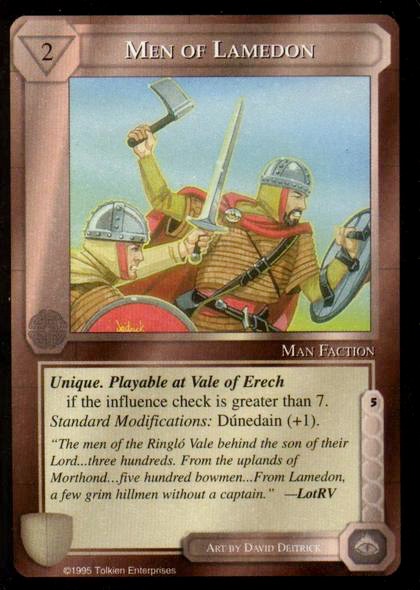 2
MEN OF LAMEDON
MAN FACTION
Unique. Playable at Vale of Erech
if the influence check is greater than 7.
Standard Modifications: Dúnedain (+1).
5
“The men of the Ringló Vale behind the son of their
Lord...three hundreds. From the uplands of
Morthond...five hundred bowmen...From Lamedon,
a few grim hillmen without a captain.” —LotRV
ART BY DAVID DEITRICK
©1995 Tolkien Enterprises